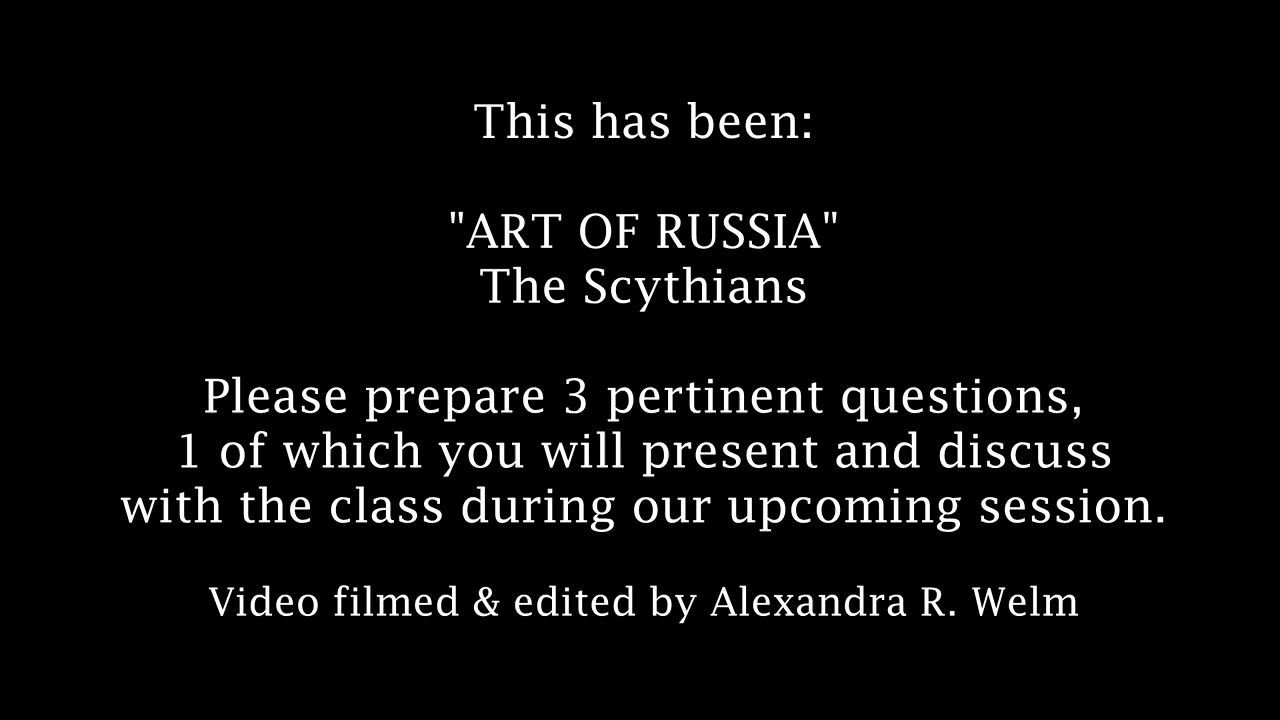 This has been:
"ART OF RUSSIA"
The Scythians
Please prepare 3 pertinent questions,
1 of which you will present and discuss
with the class during our upcoming session.
Video filmed & edited by Alexandra R. Welm